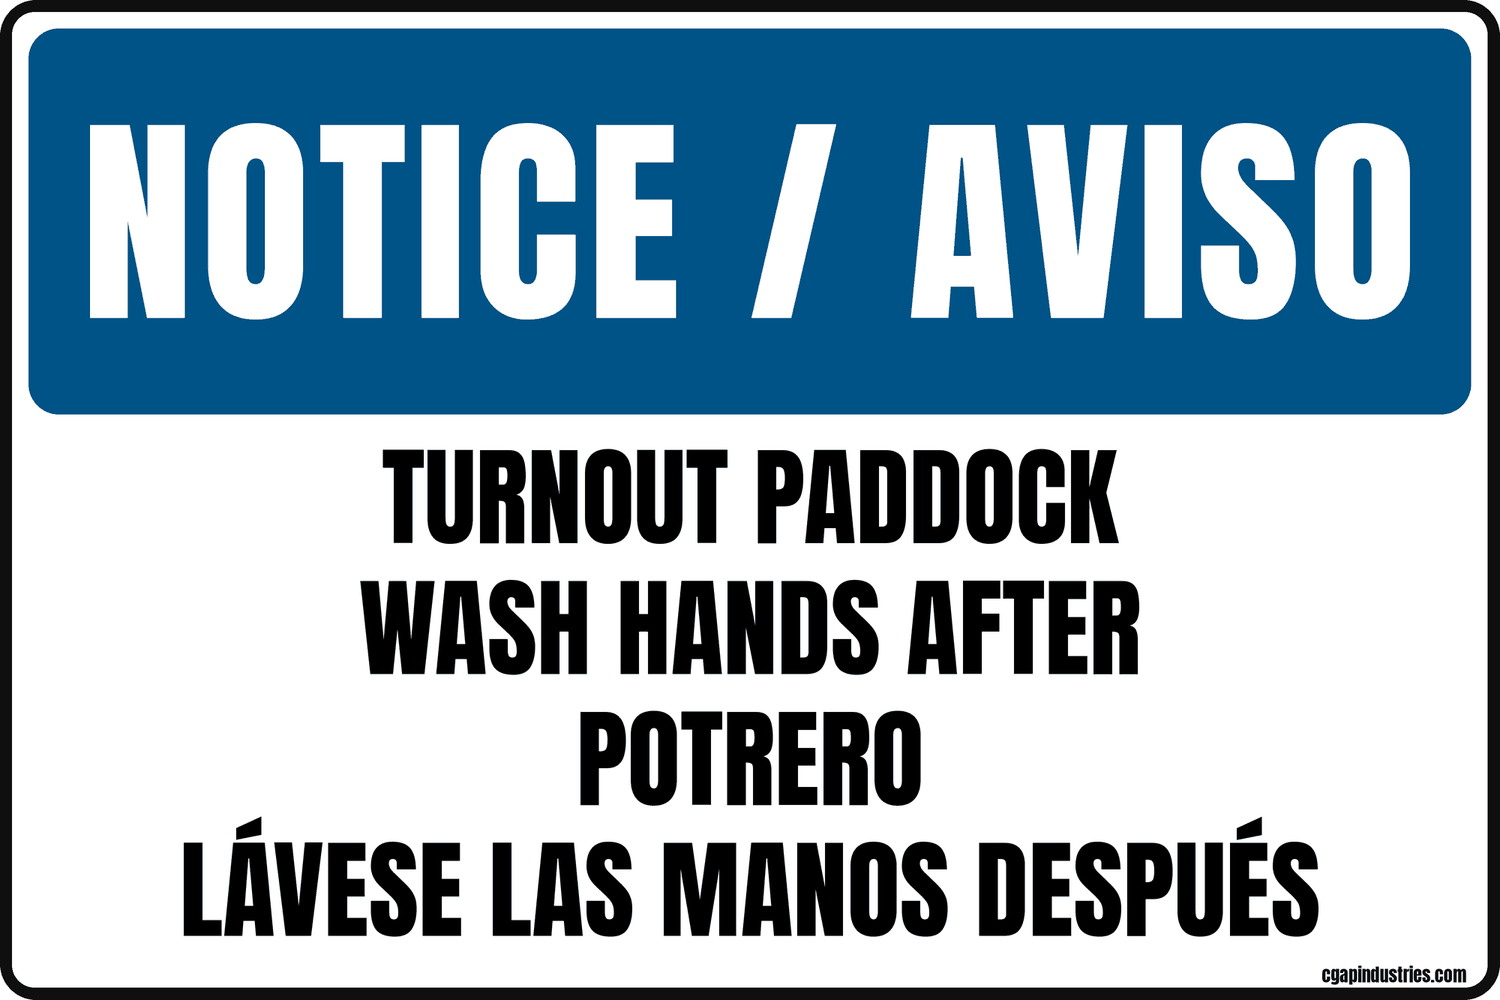 NOTICE / AVISO
TURNOUT PADDOCK
WASH HANDS AFTER
POTRERO
LÁVESE LAS MANOS DESPUÉS
cgapindustries.com